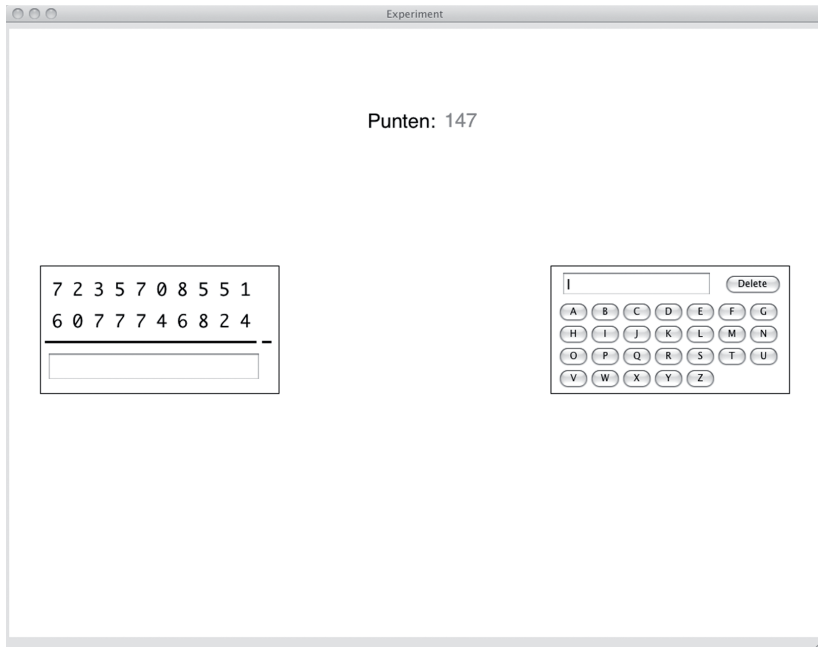 Experiment
Punten: 147
7 2 3 5 7 0 8 5 5 1
6 0 7 7 7 4 6 8 2 4
–
Delete
A B C D E F G
H I J K L M N
O P Q R S T U
V W X Y Z